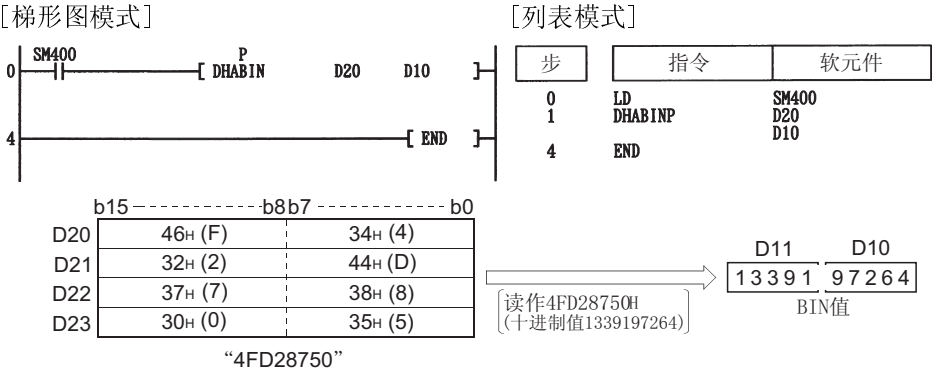 [梯形图模式]
[列表模式]
SM400
P
0
DHABIN D20 D10
4
END
步 指令 软元件
0 LD SM400
1 DHABINP D20
D10
4 END
b15 b8 b7 b0
D20 46H (F) 34H (4)
D21 32H (2) 44H (D)
D22 37H (7) 38H (8)
D23 30H (0) 35H (5)
“4FD28750”
读作4FD28750H
(十进制值1339197264)
D11 D10
13391 97264
BIN值